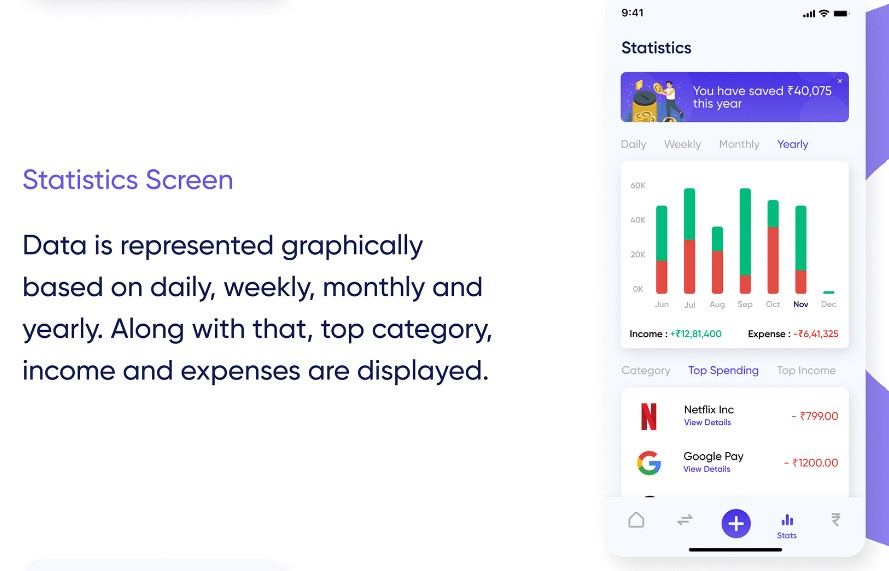 Statistics Screen
Data is represented graphically
based on daily, weekly, monthly and
yearly. Along with that, top category,
income and expenses are displayed.
9:41
Statistics
You have saved ₹40,075
this year
×
Daily Weekly Monthly Yearly
60K
40K
20K
0K
Jun Jul Aug Sep Oct Nov Dec
Income : +₹12,81,400 Expense : -₹6,41,325
Category Top Spending Top Income
Netflix Inc - ₹799.00
View Details
Google Pay - ₹1200.00
View Details
Stats
₹